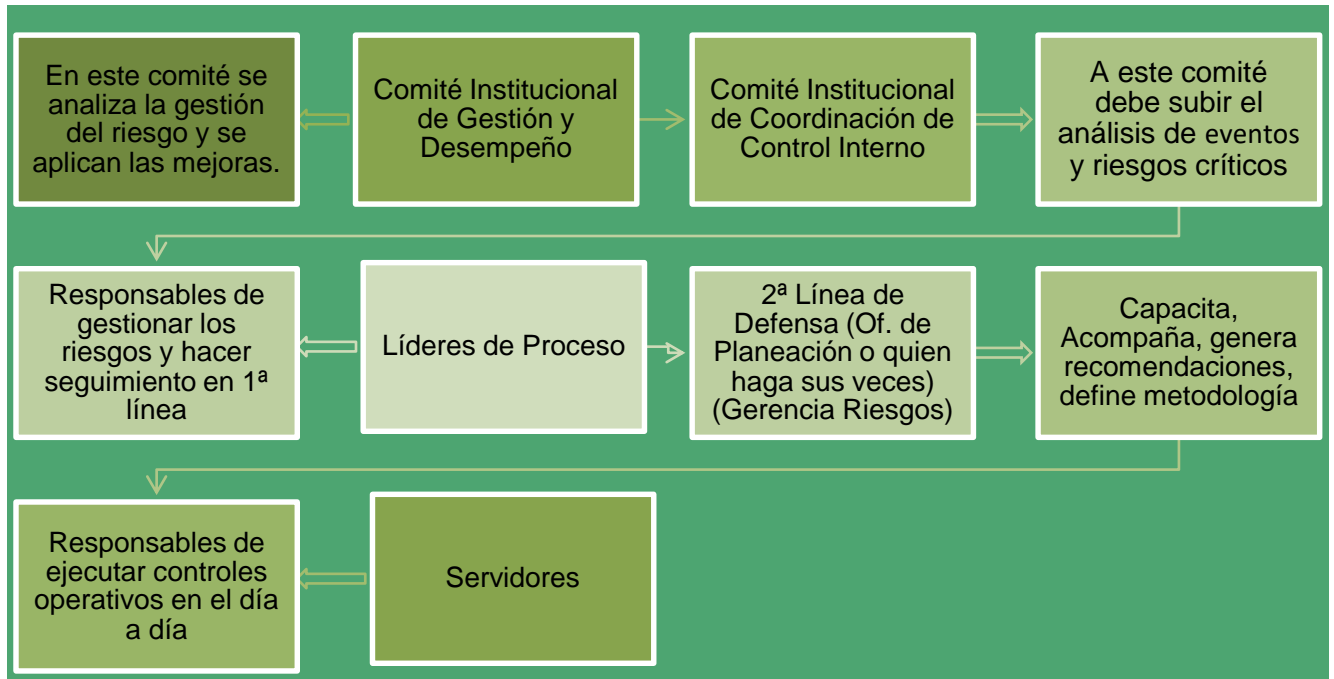 En este comité se
analiza la gestión
del riesgo y se
aplican las mejoras.
Comité Institucional
de Gestión y
Desempeño
Comité Institucional
de Coordinación de
Control Interno
A este comité
debe subir el
análisis de eventos
y riesgos críticos
Responsables de
gestionar los
riesgos y hacer
seguimiento en 1ª
línea
Líderes de Proceso
2ª Línea de
Defensa (Of. de
Planeación o quien
haga sus veces)
(Gerencia Riesgos)
Capacita,
Acompaña, genera
recomendaciones,
define metodología
Responsables de
ejecutar controles
operativos en el día
a día
Servidores